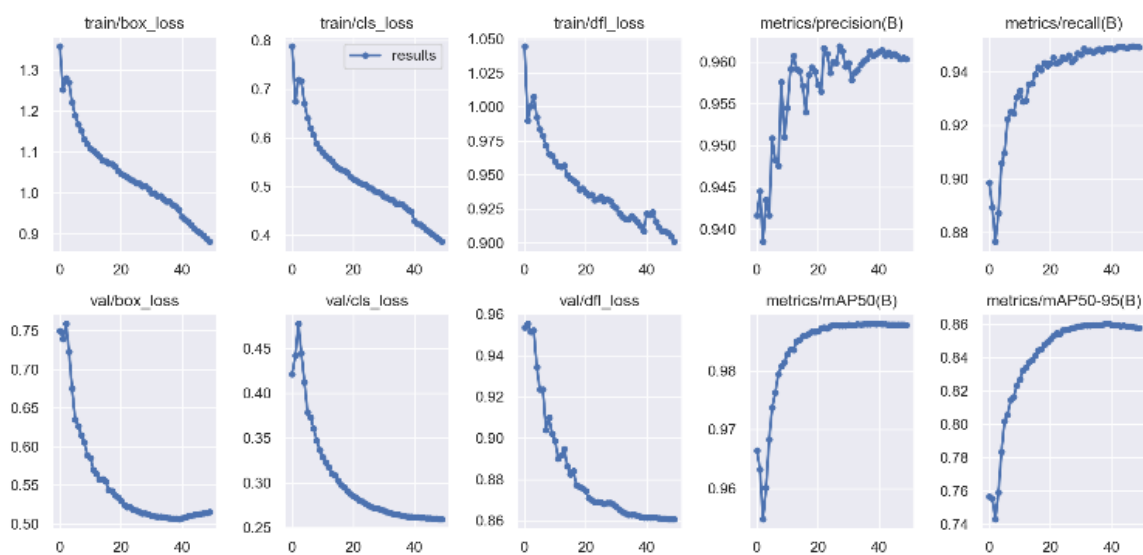 train/box_loss
train/cls_loss
train/dfl_loss
metrics/precision(B)
metrics/recall(B)
1.3
1.2
1.1
1.0
0.9
0 20 40
0.8
0.7
0.6
0.5
0.4
results
0 20 40
1.050
1.025
1.000
0.975
0.950
0.925
0.900
0 20 40
0.960
0.955
0.950
0.945
0.940
0 20 40
0.94
0.92
0.90
0.88
0 20 40
val/box_loss
val/cls_loss
val/dfl_loss
metrics/mAP50(B)
metrics/mAP50-95(B)
0.75
0.70
0.65
0.60
0.55
0.50
0 20 40
0.45
0.40
0.35
0.30
0.25
0 20 40
0.96
0.94
0.92
0.90
0.88
0.86
0 20 40
0.98
0.97
0.96
0 20 40
0.86
0.84
0.82
0.80
0.78
0.76
0.74
0 20 40